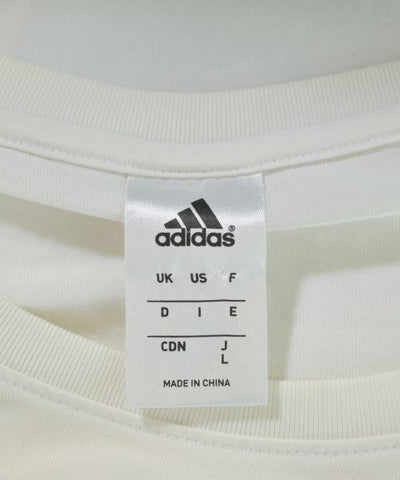 adidas®
UK US F
D I E
CDN J
L
MADE IN CHINA